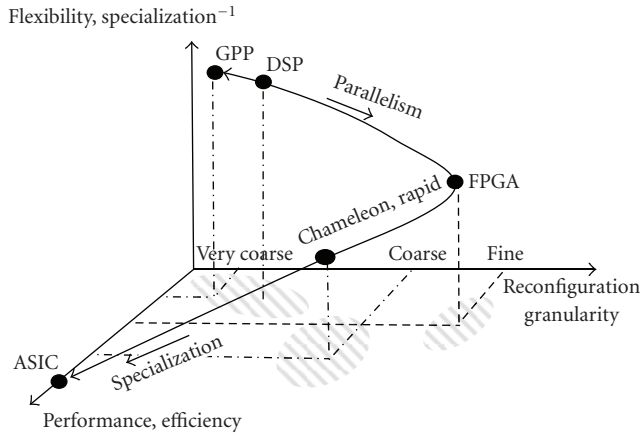 Flexibility, specialization⁻¹
GPP
DSP
Parallelism
FPGA
Chameleon, rapid
Very coarse
Coarse
Fine
Reconfiguration
granularity
Specialization
ASIC
Performance, efficiency